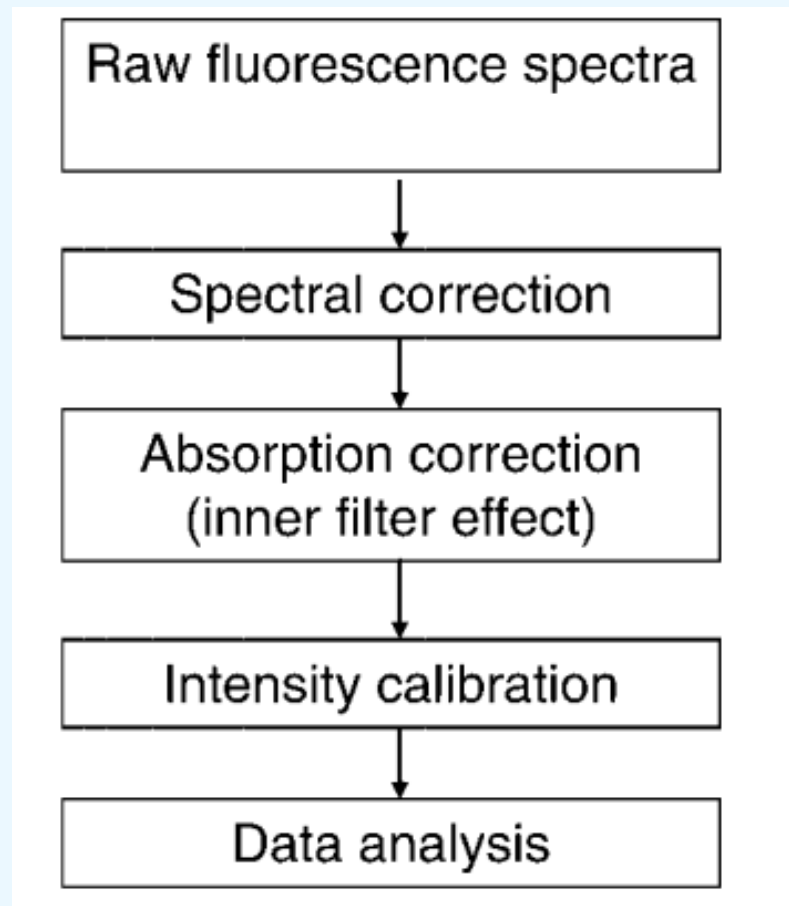 Raw fluorescence spectra
Spectral correction
Absorption correction
(inner filter effect)
Intensity calibration
Data analysis